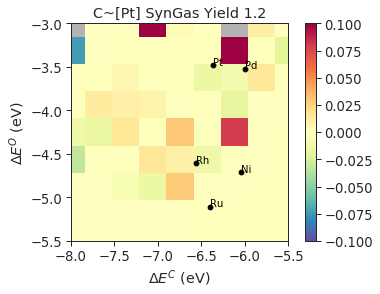 C~[Pt] SynGas Yield 1.2
−3.0
−3.5
−4.0
−4.5
−5.0
−5.5
ΔE^O (eV)
−8.0 −7.5 −7.0 −6.5 −6.0 −5.5
ΔE^C (eV)
Pt
Pd
Rh
Ni
Ru
0.100
0.075
0.050
0.025
0.000
−0.025
−0.050
−0.075
−0.100